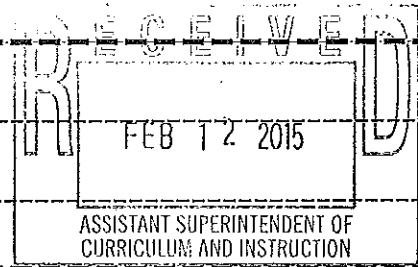 RECEIVED
FEB 12 2015
ASSISTANT SUPERINTENDENT OF
CURRICULUM AND INSTRUCTION